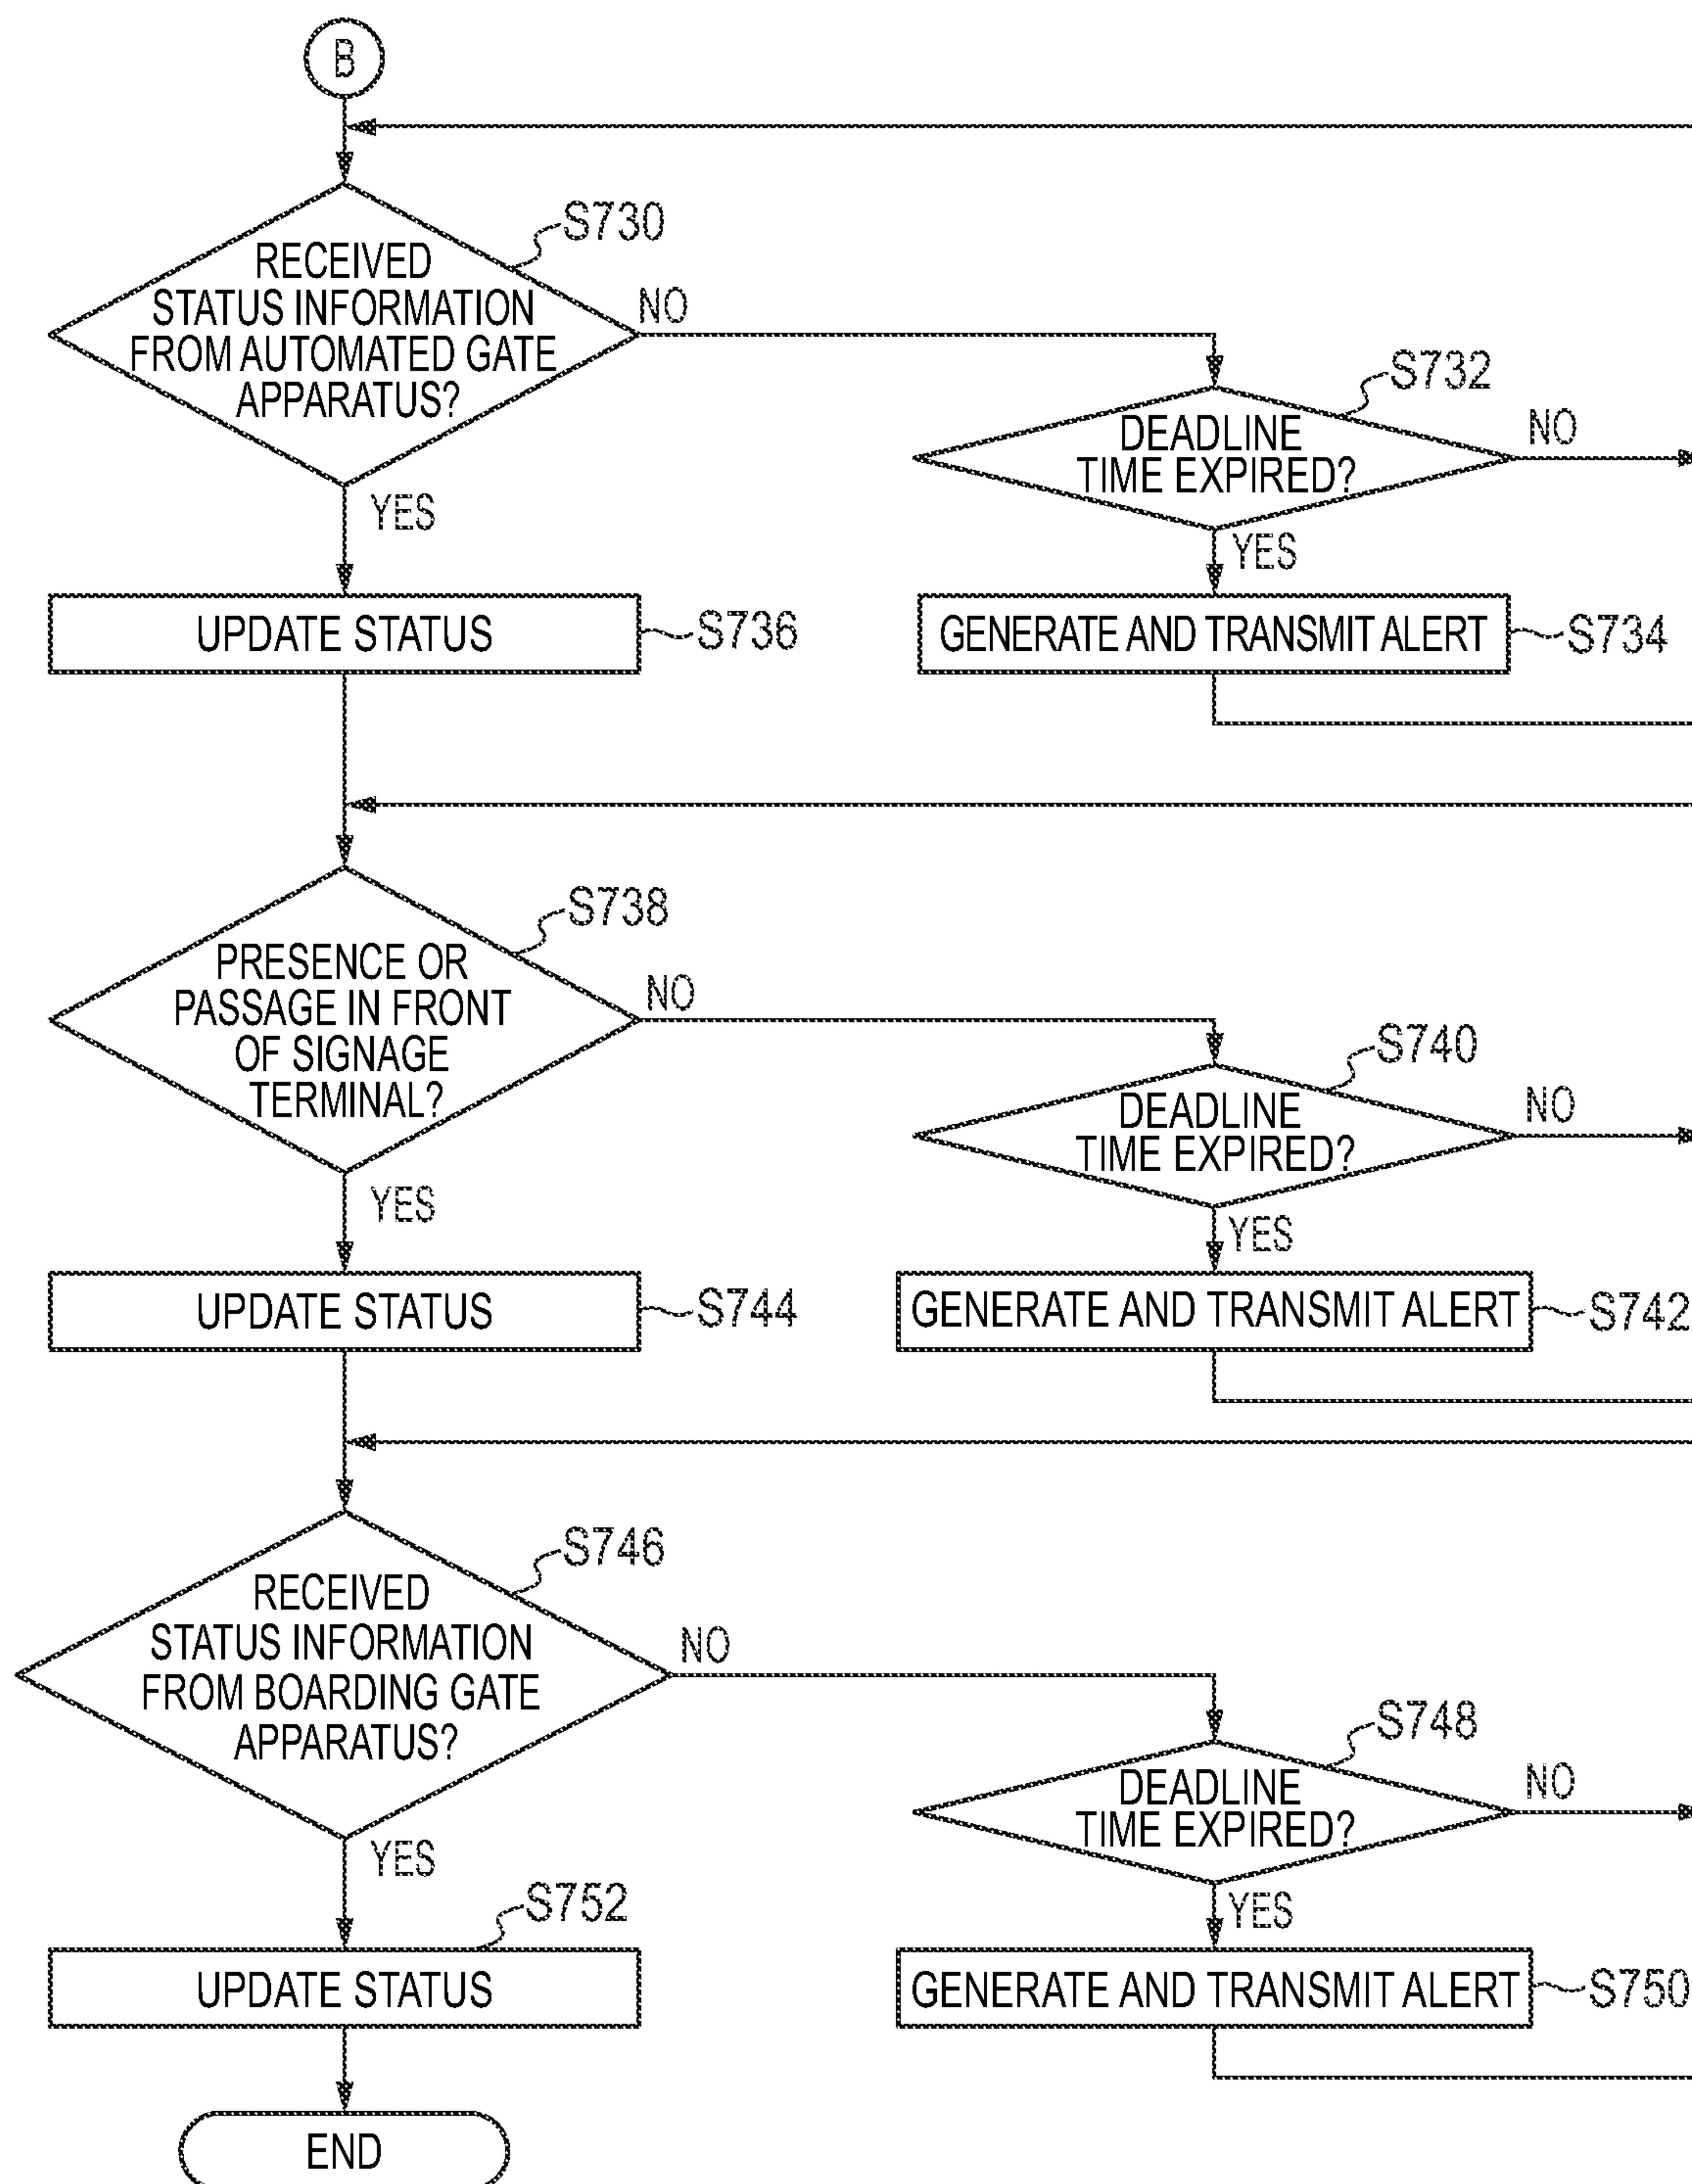 B
S730
RECEIVED
STATUS INFORMATION
FROM AUTOMATED GATE
APPARATUS?
NO
S732
DEADLINE
TIME EXPIRED?
NO
YES
YES
UPDATE STATUS
S736
GENERATE AND TRANSMIT ALERT
S734
S738
PRESENCE OR
PASSAGE IN FRONT
OF SIGNAGE
TERMINAL?
NO
S740
DEADLINE
TIME EXPIRED?
NO
YES
YES
UPDATE STATUS
S744
GENERATE AND TRANSMIT ALERT
S742
S746
RECEIVED
STATUS INFORMATION
FROM BOARDING GATE
APPARATUS?
NO
S748
DEADLINE
TIME EXPIRED?
NO
YES
YES
S752
UPDATE STATUS
GENERATE AND TRANSMIT ALERT
S750
END